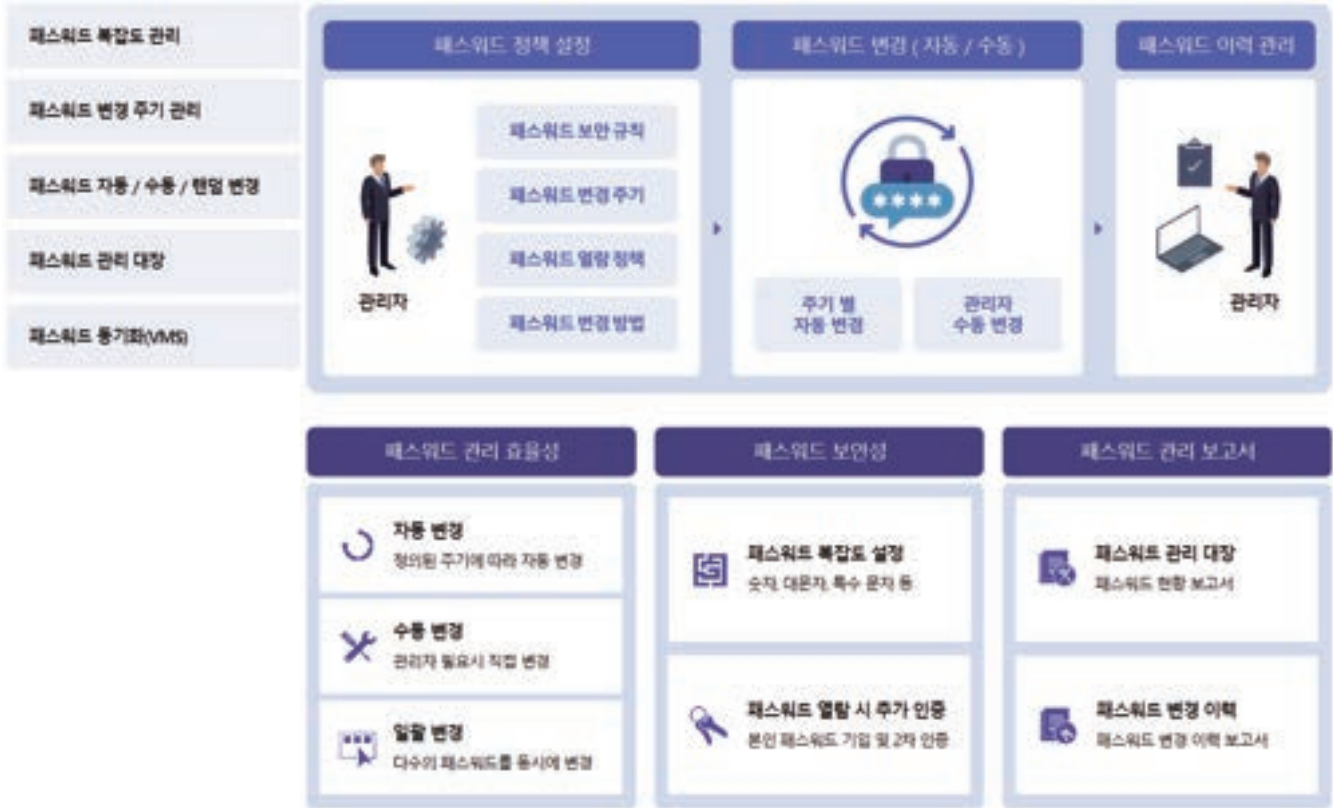 패스워드 복잡도 관리
패스워드 변경 주기 관리
패스워드 자동 / 수동 / 랜덤 변경
패스워드 관리 대장
패스워드 동기화(VMS)
패스워드 정책 설정
관리자
패스워드 보안 규칙
패스워드 변경 주기
패스워드 열람 정책
패스워드 변경 방법
패스워드 변경 ( 자동 / 수동 )
****
주기 별
자동 변경
관리자
수동 변경
패스워드 이력 관리
관리자
패스워드 관리 효율성
자동 변경
정의된 주기에 따라 자동 변경
수동 변경
관리자 필요시 직접 변경
일괄 변경
다수의 패스워드를 동시에 변경
패스워드 보안성
패스워드 복잡도 설정
숫자, 대문자, 특수 문자 등
패스워드 열람 시 추가 인증
본인 패스워드 기입 및 2차 인증
패스워드 관리 보고서
패스워드 관리 대장
패스워드 현황 보고서
패스워드 변경 이력
패스워드 변경 이력 보고서